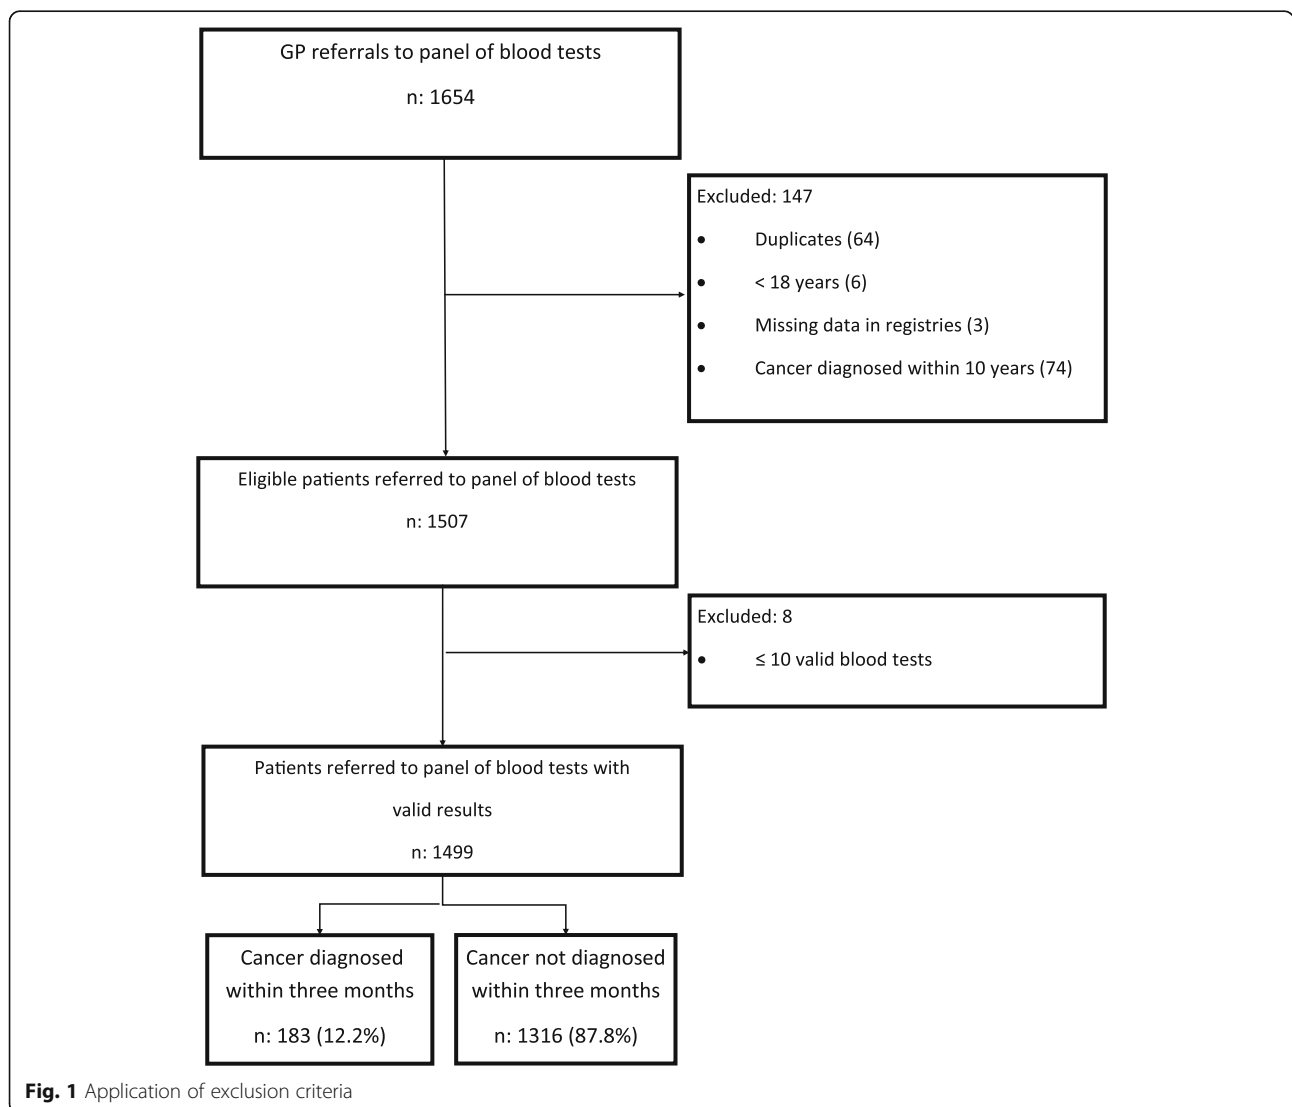 GP referrals to panel of blood tests
n: 1654
Excluded: 147
• Duplicates (64)
• < 18 years (6)
• Missing data in registries (3)
• Cancer diagnosed within 10 years (74)
Eligible patients referred to panel of blood tests
n: 1507
Excluded: 8
• ≤ 10 valid blood tests
Patients referred to panel of blood tests with
valid results
n: 1499
Cancer diagnosed
within three months
n: 183 (12.2%)
Cancer not diagnosed
within three months
n: 1316 (87.8%)
Fig. 1 Application of exclusion criteria